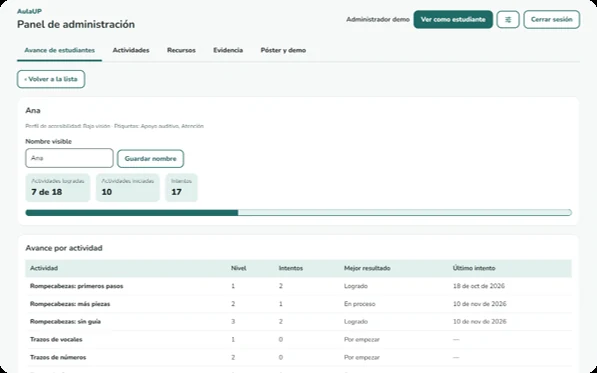 AulaUP
Panel de administración
Administrador demo
Ver como estudiante
Cerrar sesión
Avance de estudiantes
Actividades
Recursos
Evidencia
Póster y demo
‹ Volver a la lista
Ana
Perfil de accesibilidad: Baja visión · Etiquetas: Apoyo auditivo, Atención
Nombre visible
Ana
Guardar nombre
Actividades logradas
7 de 18
Actividades iniciadas
10
Intentos
17
Avance por actividad
Actividad Nivel Intentos Mejor resultado Último intento
Rompecabezas: primeros pasos 1 2 Logrado 18 de oct de 2026
Rompecabezas: más piezas 2 1 En proceso 10 de nov de 2026
Rompecabezas: sin guía 3 2 Logrado 10 de nov de 2026
Trazos de vocales 1 0 Por empezar —
Trazos de números 2 0 Por empezar —